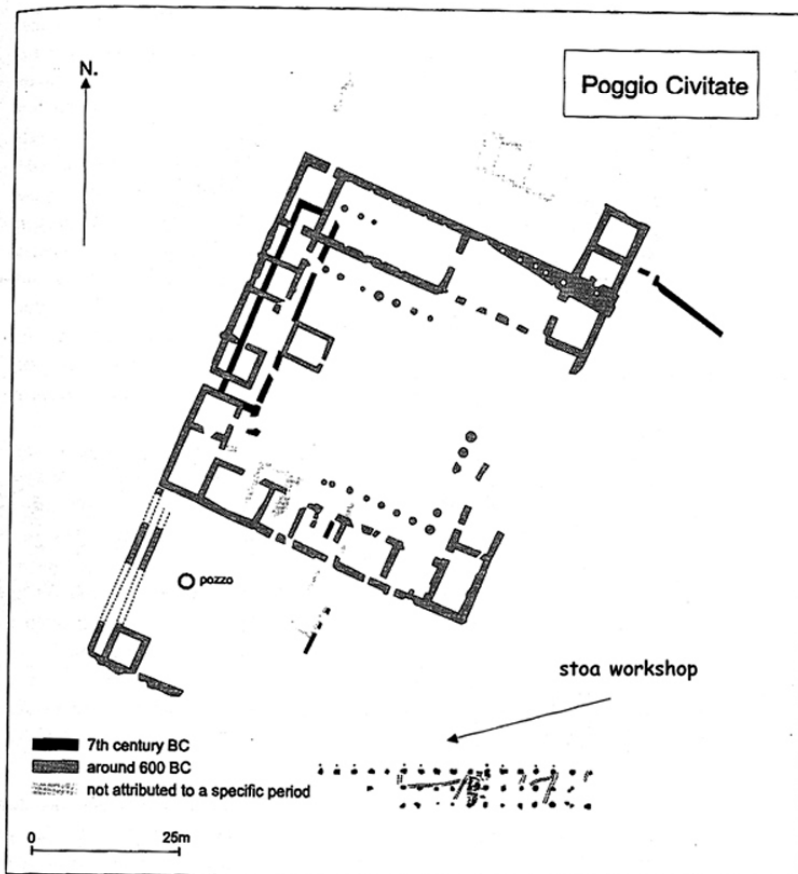 Poggio Civitate
N.
pozzo
stoa workshop
7th century BC
around 600 BC
not attributed to a specific period
0 25m